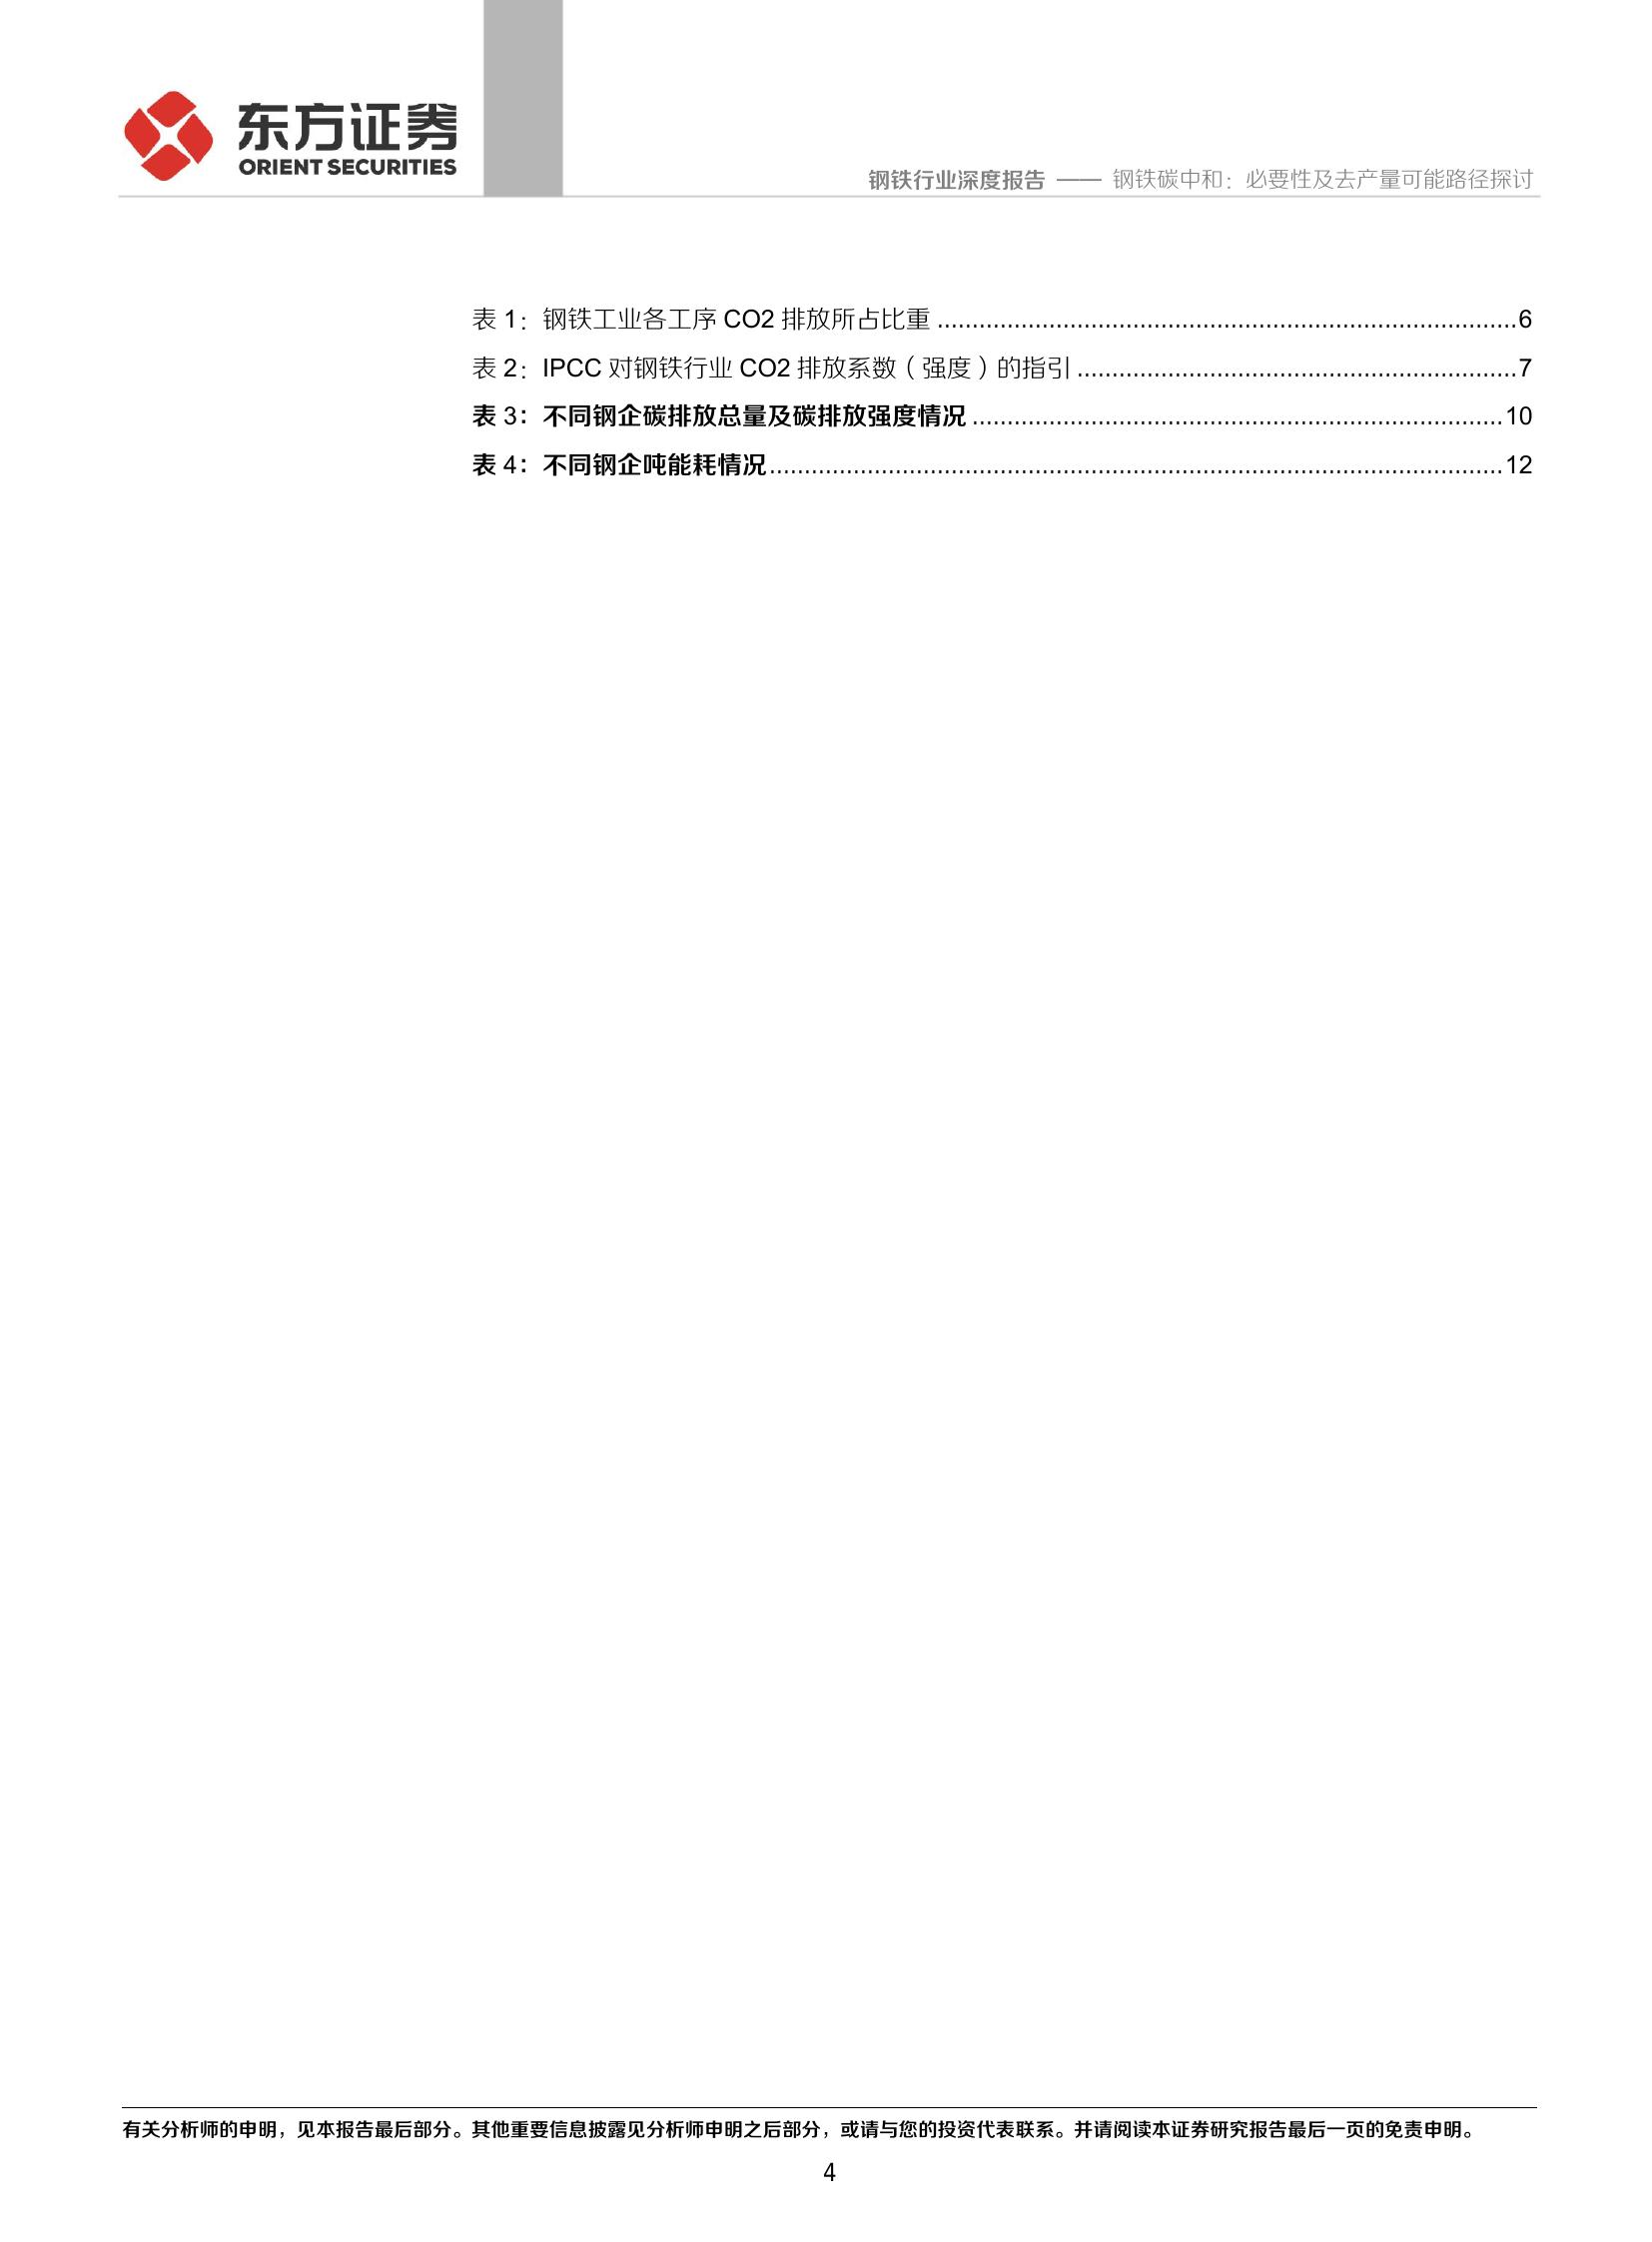 东方证券
ORIENT SECURITIES
钢铁行业深度报告 —— 钢铁碳中和：必要性及去产量可能路径探讨
表 1：钢铁工业各工序 CO2 排放所占比重 ........................................................................ 6
表 2：IPCC 对钢铁行业 CO2 排放系数（强度）的指引 ........................................................ 7
表 3：不同钢企碳排放总量及碳排放强度情况 ................................................................ 10
表 4：不同钢企吨能耗情况 ........................................................................................ 12
有关分析师的申明，见本报告最后部分。其他重要信息披露见分析师申明之后部分，或请与您的投资代表联系。并请阅读本证券研究报告最后一页的免责申明。
4